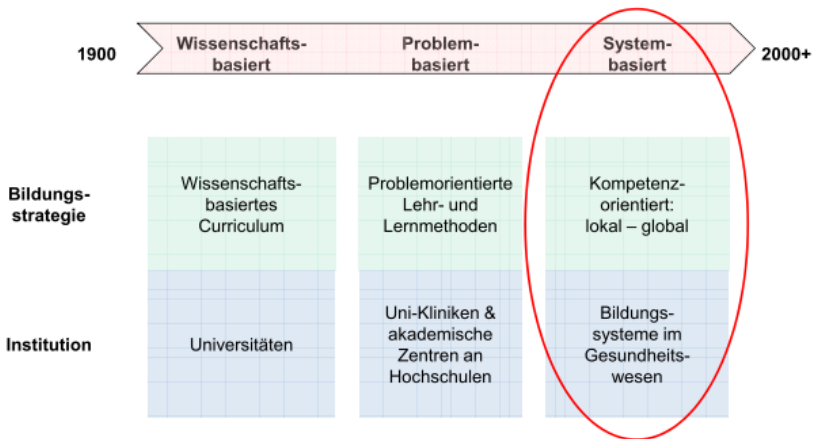 1900
Wissenschafts-
basiert
Problem-
basiert
System-
basiert
2000+
Bildungs-
strategie
Wissenschafts-
basiertes
Curriculum
Problemorientierte
Lehr- und
Lernmethoden
Kompetenz-
orientiert:
lokal – global
Institution
Universitäten
Uni-Kliniken &
akademische
Zentren an
Hochschulen
Bildungs-
systeme im
Gesundheits-
wesen